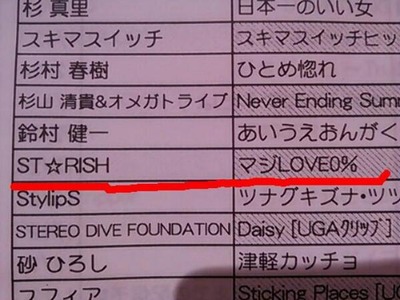 杉 真里 日本一のいい女
スキマスイッチ スキマスイッチヒッ
杉村 春樹 ひとめ惚れ
杉山 清貴&オメガトライブ Never Ending Summ
鈴村 健一 あいうえおんがく
ST☆RISH マジLOVE0%
StylipS ツナグキズナ・ツッ
STEREO DIVE FOUNDATION Daisy [UGAｸﾘｯﾌﾟ]
砂 ひろし 津軽カッチョ
スフィア Sticking Places [UG